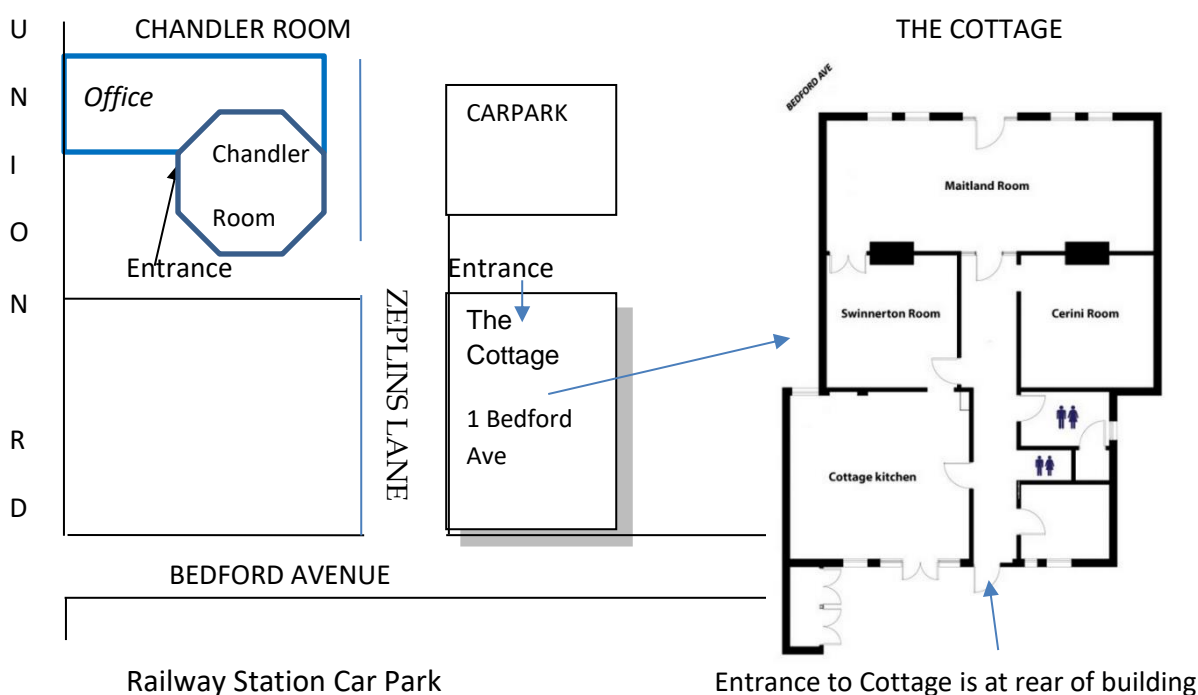 UNION RD
CHANDLER ROOM
Office
Chandler
Room
Entrance
CARPARK
Entrance
The
Cottage
1 Bedford
Ave
ZEPLINS LANE
BEDFORD AVENUE
Railway Station Car Park
THE COTTAGE
BEDFORD AVE
Maitland Room
Swinnerton Room
Cerini Room
Cottage kitchen
Entrance to Cottage is at rear of building